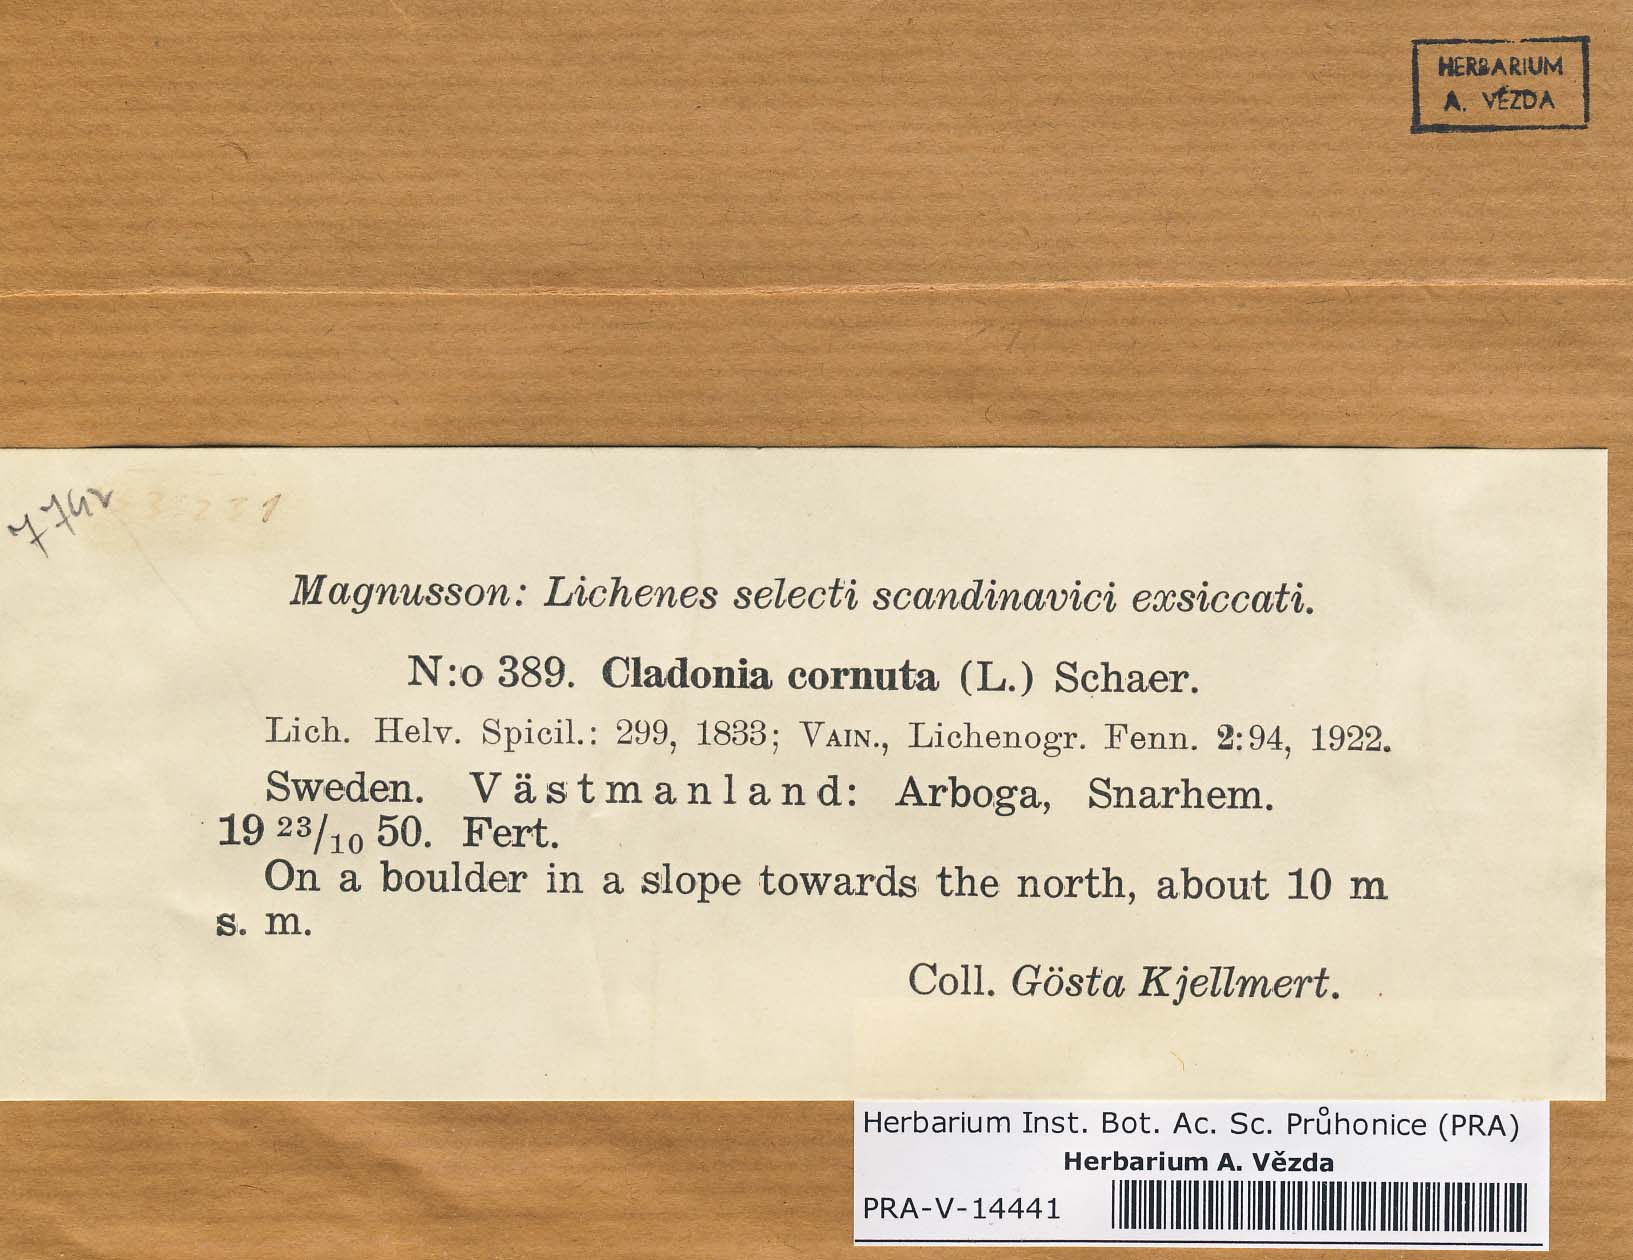 HERBARIUM
A. VĚZDA
7742
Magnusson: Lichenes selecti scandinavici exsiccati.
N:o 389. Cladonia cornuta (L.) Schaer.
Lich. Helv. Spicil.: 299, 1833; VAIN., Lichenogr. Fenn. 2:94, 1922.
Sweden. Västmanland: Arboga, Snarhem.
19 23/10 50. Fert.
On a boulder in a slope towards the north, about 10 m
s. m.
Coll. Gösta Kjellmert.
Herbarium Inst. Bot. Ac. Sc. Průhonice (PRA)
Herbarium A. Vězda
PRA-V-14441